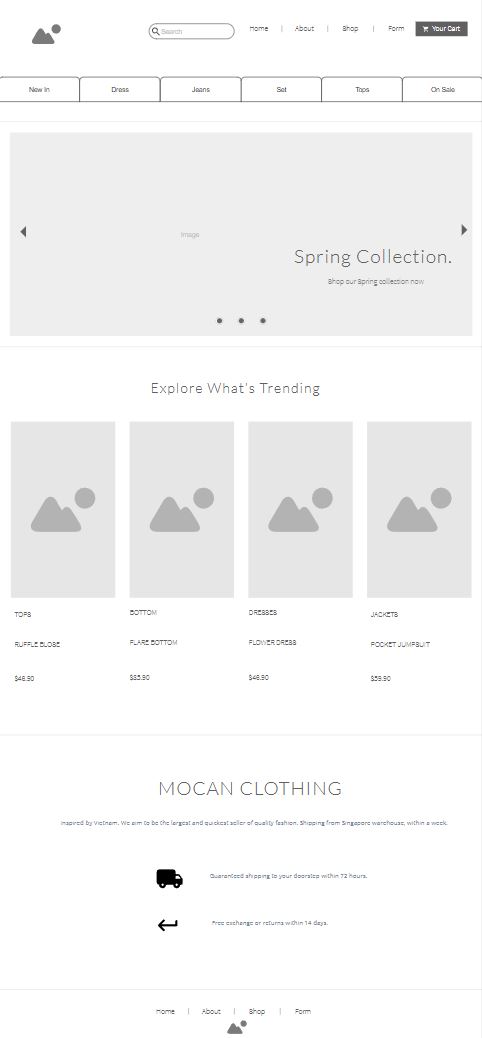 Search
Home | About | Shop | Form
Your Cart
New In Dress Jeans Set Tops On Sale
Image
Spring Collection.
Shop our Spring collection now
Explore What's Trending
TOPS BOTTOM DRESSES JACKETS
RUFFLE BLOSE FLARE BOTTOM FLOWER DRESS POCKET JUMPSUIT
$46.90 $85.90 $46.90 $59.90
MOCAN CLOTHING
Inspired by Vietnam. We aim to be the largest and quickest seller of quality fashion. Shipping from Singapore warehouse, within a week.
Guaranteed shipping to your doorstep within 72 hours.
Free exchange or returns within 14 days.
Home | About | Shop | Form